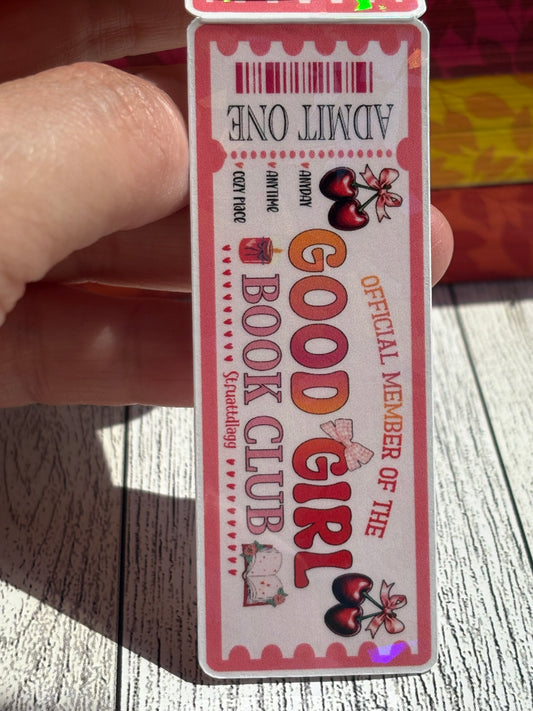 OFFICIAL MEMBER OF THE
GOOD GIRL
BOOK CLUB
ADMIT ONE
ANYDAY
ANYTIME
COZY PLACE